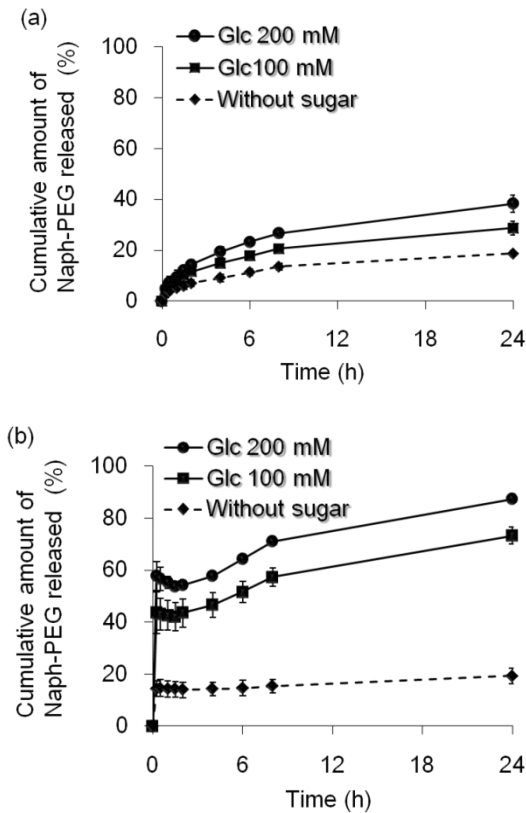 (a)
Glc 200 mM
Glc100 mM
Without sugar
Cumulative amount of
Naph-PEG released (%)
100
80
60
40
20
0
0 6 12 18 24
Time (h)
(b)
Glc 200 mM
Glc 100 mM
Without sugar
Cumulative amount of
Naph-PEG released (%)
100
80
60
40
20
0
0 6 12 18 24
Time (h)